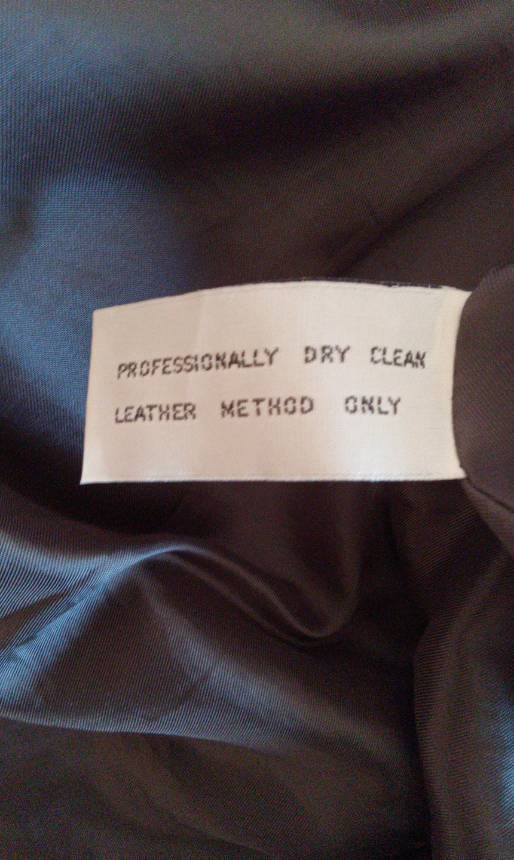 PROFESSIONALLY DRY CLEAN
LEATHER METHOD ONLY